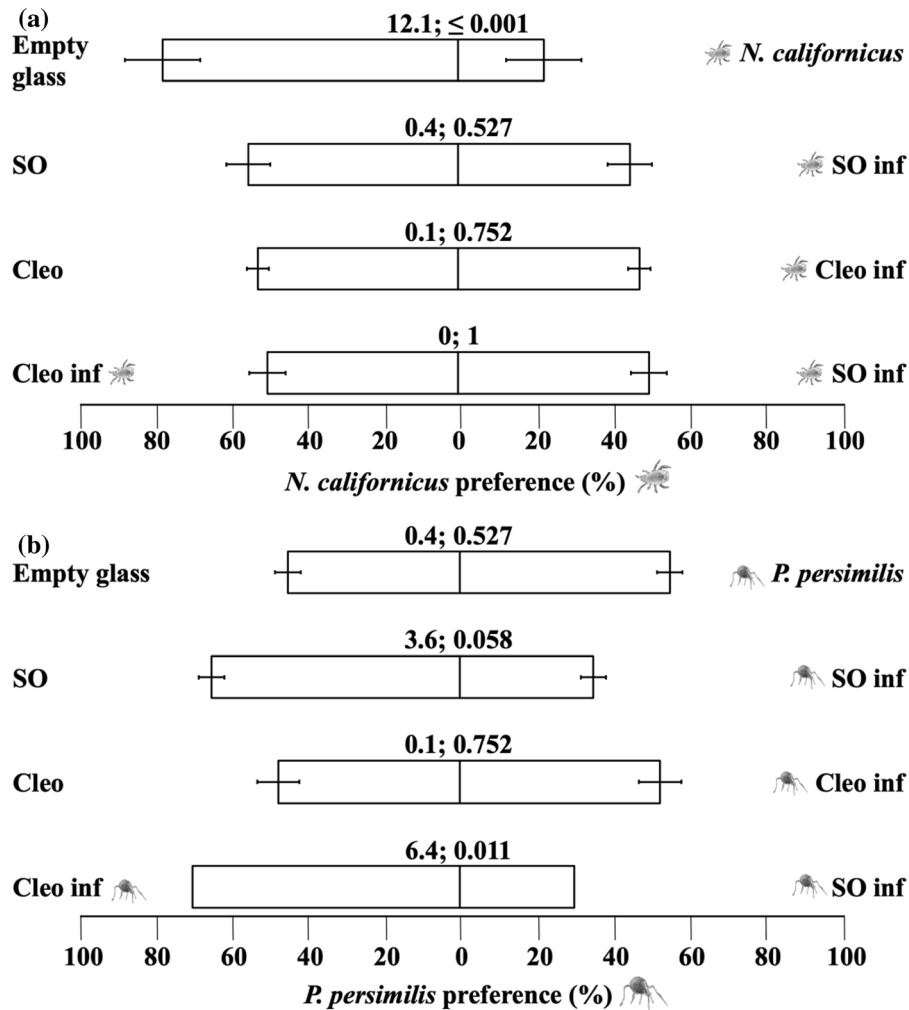 (a)
12.1; ≤ 0.001
Empty glass N. californicus
0.4; 0.527
SO SO inf
0.1; 0.752
Cleo Cleo inf
0; 1
Cleo inf SO inf
100 80 60 40 20 0 20 40 60 80 100
N. californicus preference (%)
(b)
0.4; 0.527
Empty glass P. persimilis
3.6; 0.058
SO SO inf
0.1; 0.752
Cleo Cleo inf
6.4; 0.011
Cleo inf SO inf
100 80 60 40 20 0 20 40 60 80 100
P. persimilis preference (%)